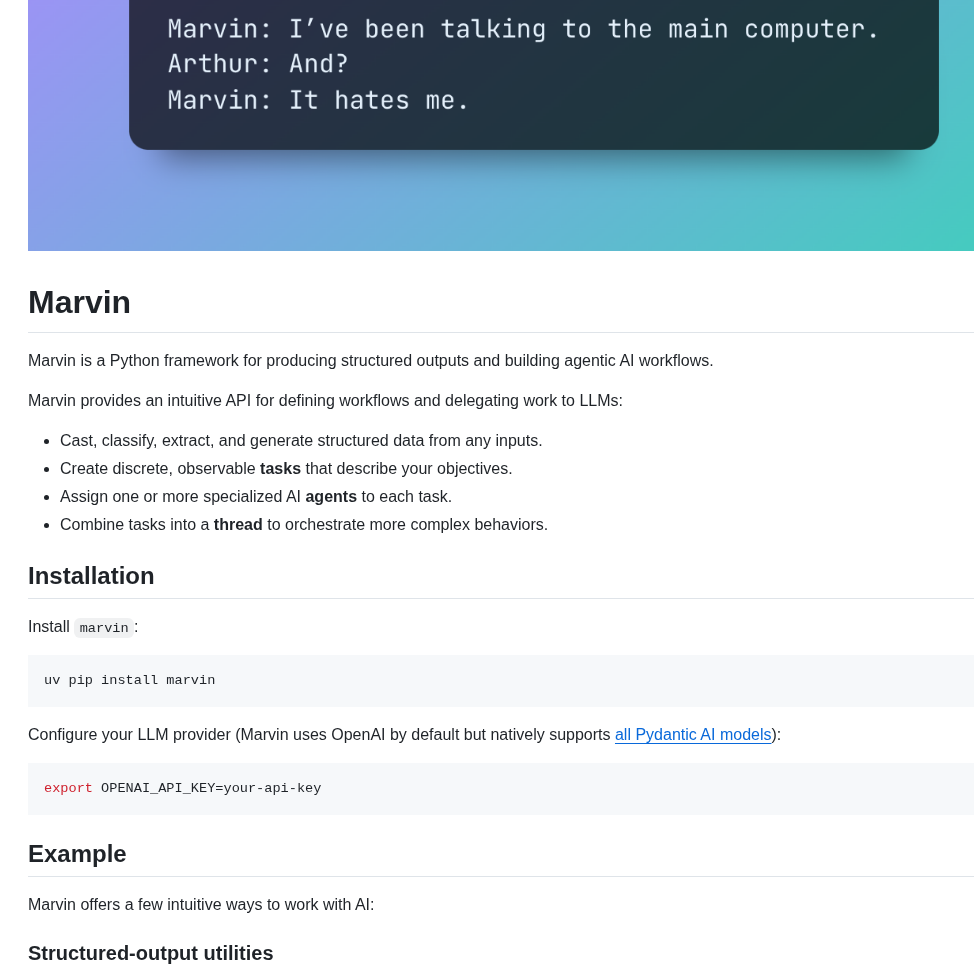 Marvin: I’ve been talking to the main computer.
Arthur: And?
Marvin: It hates me.
Marvin
Marvin is a Python framework for producing structured outputs and building agentic AI workflows.
Marvin provides an intuitive API for defining workflows and delegating work to LLMs:
Cast, classify, extract, and generate structured data from any inputs.
Create discrete, observable tasks that describe your objectives.
Assign one or more specialized AI agents to each task.
Combine tasks into a thread to orchestrate more complex behaviors.
Installation
Install marvin:
uv pip install marvin
Configure your LLM provider (Marvin uses OpenAI by default but natively supports all Pydantic AI models):
export OPENAI_API_KEY=your-api-key
Example
Marvin offers a few intuitive ways to work with AI:
Structured-output utilities